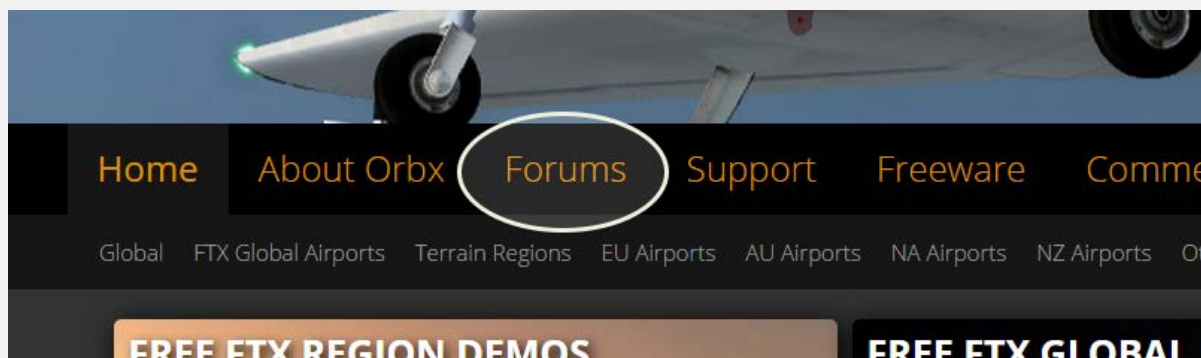 Home About Orbx Forums Support Freeware
Global FTX Global Airports Terrain Regions EU Airports AU Airports NA Airports NZ Airports
FREE FTX REGION DEMOS FREE FTX GLOBAL